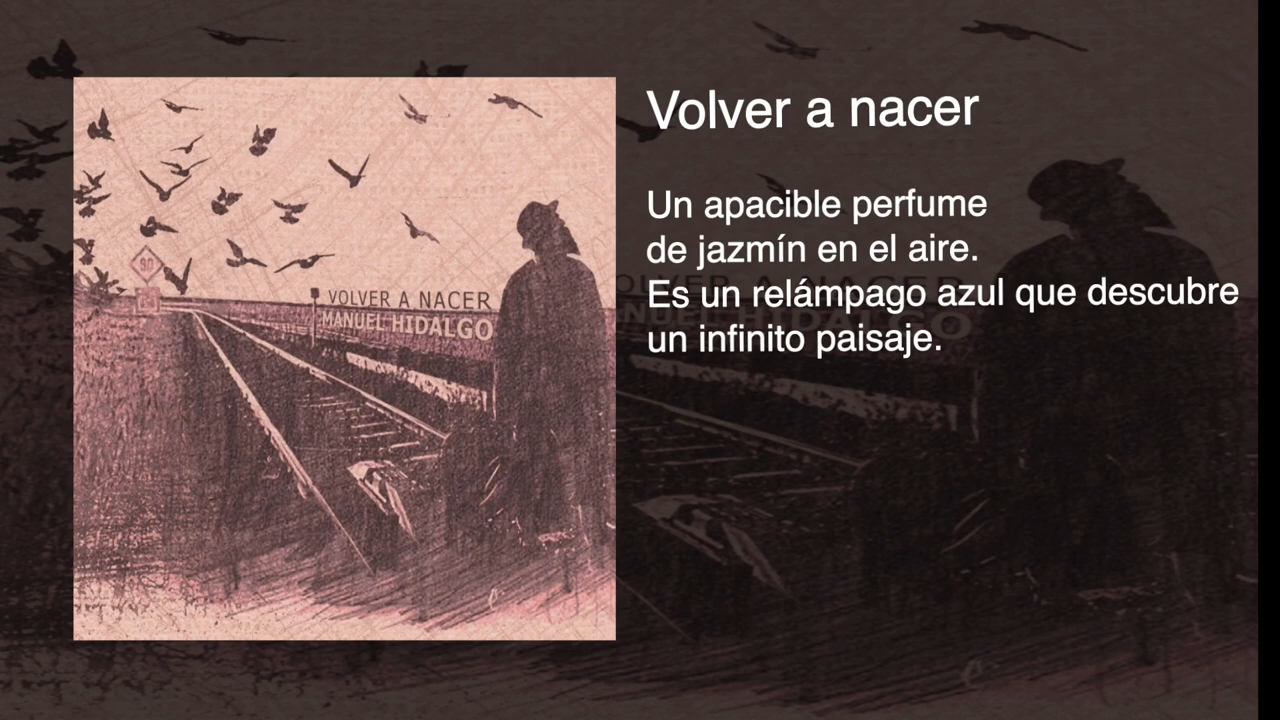 90
VOLVER A NACER
MANUEL HIDALGO
Volver a nacer
Un apacible perfume
de jazmín en el aire.
Es un relámpago azul que descubre
un infinito paisaje.